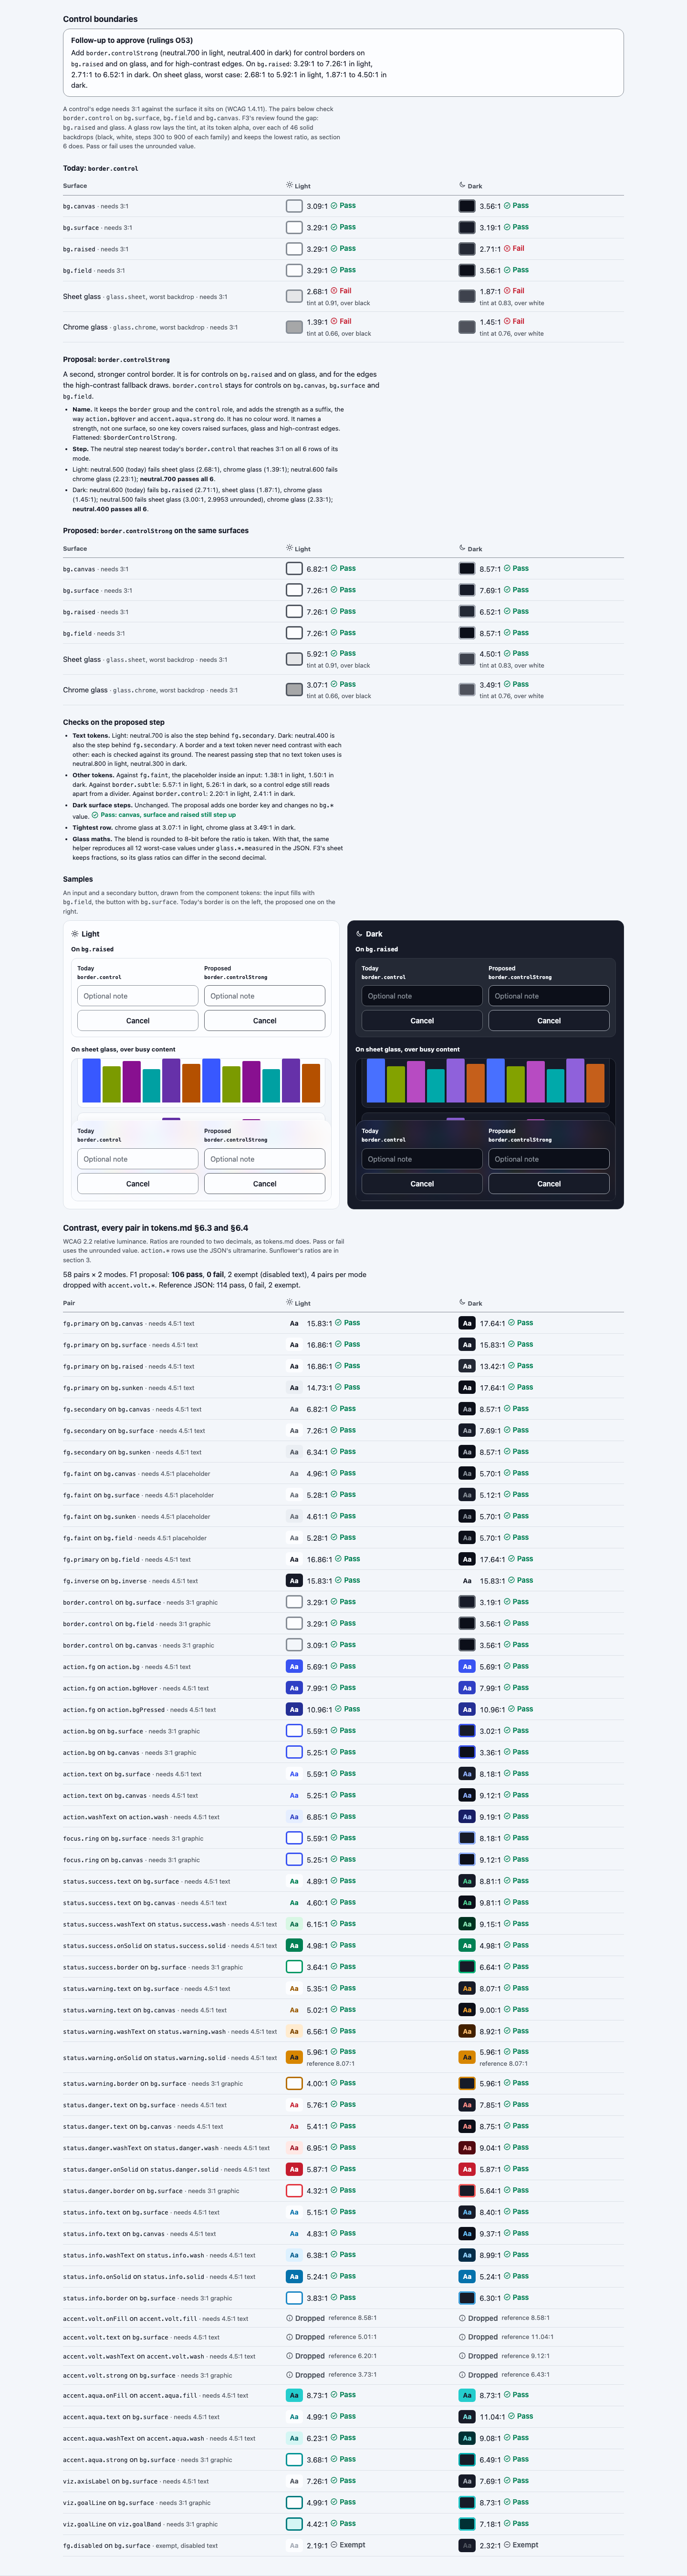 Control boundaries
Follow-up to approve (rulings O53)
Add border.controlStrong (neutral.700 in light, neutral.400 in dark) for control borders on
bg.raised and on glass, and for high-contrast edges. On bg.raised: 3.29:1 to 7.26:1 in light,
2.71:1 to 6.52:1 in dark. On sheet glass, worst case: 2.68:1 to 5.92:1 in light, 1.87:1 to 4.50:1 in
dark.
A control's edge needs 3:1 against the surface it sits on (WCAG 1.4.11). The pairs below check
border.control on bg.surface, bg.field and bg.canvas. F3's review found the gap:
bg.raised and glass. A glass row lays the tint, at its token alpha, over each of 46 solid
backdrops (black, white, steps 300 to 900 of each family) and keeps the lowest ratio, as section
6 does. Pass or fail uses the unrounded value.
Today: border.control
Surface Light Dark
bg.canvas · needs 3:1 3.09:1 Pass 3.56:1 Pass
bg.surface · needs 3:1 3.29:1 Pass 3.19:1 Pass
bg.raised · needs 3:1 3.29:1 Pass 2.71:1 Fail
bg.field · needs 3:1 3.29:1 Pass 3.56:1 Pass
Sheet glass · glass.sheet, worst backdrop · needs 3:1 2.68:1 Fail 1.87:1 Fail
tint at 0.91, over black tint at 0.83, over white
Chrome glass · glass.chrome, worst backdrop · needs 3:1 1.39:1 Fail 1.45:1 Fail
tint at 0.66, over black tint at 0.76, over white
Proposal: border.controlStrong
A second, stronger control border. It is for controls on bg.raised and on glass, and for the edges
the high-contrast fallback draws. border.control stays for controls on bg.canvas, bg.surface and
bg.field.
• Name. It keeps the border group and the control role, and adds the strength as a suffix, the
way action.bgHover and accent.aqua.strong do. It has no colour word. It names a
strength, not one surface, so one key covers raised surfaces, glass and high-contrast edges.
Flattened: $borderControlStrong.
• Step. The neutral step nearest today's border.control that reaches 3:1 on all 6 rows of its
mode.
• Light: neutral.500 (today) fails sheet glass (2.68:1), chrome glass (1.39:1); neutral.600 fails
chrome glass (2.23:1); neutral.700 passes all 6.
• Dark: neutral.600 (today) fails bg.raised (2.71:1), sheet glass (1.87:1), chrome glass
(1.45:1); neutral.500 fails sheet glass (3.00:1, 2.9953 unrounded), chrome glass (2.33:1);
neutral.400 passes all 6.
Proposed: border.controlStrong on the same surfaces
Surface Light Dark
bg.canvas · needs 3:1 6.82:1 Pass 8.57:1 Pass
bg.surface · needs 3:1 7.26:1 Pass 7.69:1 Pass
bg.raised · needs 3:1 7.26:1 Pass 6.52:1 Pass
bg.field · needs 3:1 7.26:1 Pass 8.57:1 Pass
Sheet glass · glass.sheet, worst backdrop · needs 3:1 5.92:1 Pass 4.50:1 Pass
tint at 0.91, over black tint at 0.83, over white
Chrome glass · glass.chrome, worst backdrop · needs 3:1 3.07:1 Pass 3.49:1 Pass
tint at 0.66, over black tint at 0.76, over white
Checks on the proposed step
• Text tokens. Light: neutral.700 is also the step behind fg.secondary. Dark: neutral.400 is
also the step behind fg.secondary. A border and a text token never need contrast with each
other: each is checked against its ground. The nearest passing step that no text token uses is
neutral.800 in light, neutral.300 in dark.
• Other tokens. Against fg.faint, the placeholder inside an input: 1.38:1 in light, 1.50:1 in
dark. Against border.subtle: 5.57:1 in light, 5.26:1 in dark, so a control edge still reads
apart from a divider. Against border.control: 2.20:1 in light, 2.41:1 in dark.
• Dark surface steps. Unchanged. The proposal adds one border key and changes no bg.*
value. Pass: canvas, surface and raised still step up
• Tightest row. chrome glass at 3.07:1 in light, chrome glass at 3.49:1 in dark.
• Glass maths. The blend is rounded to 8-bit before the ratio is taken. With that, the same
helper reproduces all 12 worst-case values under glass.*.measured in the JSON. F3's sheet
keeps fractions, so its glass ratios can differ in the second decimal.
Samples
An input and a secondary button, drawn from the component tokens: the input fills with
bg.field, the button with bg.surface. Today's border is on the left, the proposed one on the
right.
Light
On bg.raised
Today Proposed
border.control border.controlStrong
Optional note Optional note
Cancel Cancel
On sheet glass, over busy content
Today Proposed
border.control border.controlStrong
Optional note Optional note
Cancel Cancel
Dark
On bg.raised
Today Proposed
border.control border.controlStrong
Optional note Optional note
Cancel Cancel
On sheet glass, over busy content
Today Proposed
border.control border.controlStrong
Optional note Optional note
Cancel Cancel
Contrast, every pair in tokens.md §6.3 and §6.4
WCAG 2.2 relative luminance. Ratios are rounded to two decimals, as tokens.md does. Pass or fail
uses the unrounded value. action.* rows use the JSON's ultramarine. Sunflower's ratios are in
section 3.
58 pairs × 2 modes. F1 proposal: 106 pass, 0 fail, 2 exempt (disabled text), 4 pairs per mode
dropped with accent.volt.*. Reference JSON: 114 pass, 0 fail, 2 exempt.
Pair Light Dark
fg.primary on bg.canvas · needs 4.5:1 text Aa 15.83:1 Pass Aa 17.64:1 Pass
fg.primary on bg.surface · needs 4.5:1 text Aa 16.86:1 Pass Aa 15.83:1 Pass
fg.primary on bg.raised · needs 4.5:1 text Aa 16.86:1 Pass Aa 13.42:1 Pass
fg.primary on bg.sunken · needs 4.5:1 text Aa 14.73:1 Pass Aa 17.64:1 Pass
fg.secondary on bg.canvas · needs 4.5:1 text Aa 6.82:1 Pass Aa 8.57:1 Pass
fg.secondary on bg.surface · needs 4.5:1 text Aa 7.26:1 Pass Aa 7.69:1 Pass
fg.secondary on bg.sunken · needs 4.5:1 text Aa 6.34:1 Pass Aa 8.57:1 Pass
fg.faint on bg.canvas · needs 4.5:1 placeholder Aa 4.96:1 Pass Aa 5.70:1 Pass
fg.faint on bg.surface · needs 4.5:1 placeholder Aa 5.28:1 Pass Aa 5.12:1 Pass
fg.faint on bg.sunken · needs 4.5:1 placeholder Aa 4.61:1 Pass Aa 5.70:1 Pass
fg.faint on bg.field · needs 4.5:1 placeholder Aa 5.28:1 Pass Aa 5.70:1 Pass
fg.primary on bg.field · needs 4.5:1 text Aa 16.86:1 Pass Aa 17.64:1 Pass
fg.inverse on bg.inverse · needs 4.5:1 text Aa 15.83:1 Pass Aa 15.83:1 Pass
border.control on bg.surface · needs 3:1 graphic 3.29:1 Pass 3.19:1 Pass
border.control on bg.field · needs 3:1 graphic 3.29:1 Pass 3.56:1 Pass
border.control on bg.canvas · needs 3:1 graphic 3.09:1 Pass 3.56:1 Pass
action.fg on action.bg · needs 4.5:1 text Aa 5.69:1 Pass Aa 5.69:1 Pass
action.fg on action.bgHover · needs 4.5:1 text Aa 7.99:1 Pass Aa 7.99:1 Pass
action.fg on action.bgPressed · needs 4.5:1 text Aa 10.96:1 Pass Aa 10.96:1 Pass
action.bg on bg.surface · needs 3:1 graphic 5.59:1 Pass 3.02:1 Pass
action.bg on bg.canvas · needs 3:1 graphic 5.25:1 Pass 3.36:1 Pass
action.text on bg.surface · needs 4.5:1 text Aa 5.59:1 Pass Aa 8.18:1 Pass
action.text on bg.canvas · needs 4.5:1 text Aa 5.25:1 Pass Aa 9.12:1 Pass
action.washText on action.wash · needs 4.5:1 text Aa 6.85:1 Pass Aa 9.19:1 Pass
focus.ring on bg.surface · needs 3:1 graphic 5.59:1 Pass 8.18:1 Pass
focus.ring on bg.canvas · needs 3:1 graphic 5.25:1 Pass 9.12:1 Pass
status.success.text on bg.surface · needs 4.5:1 text Aa 4.89:1 Pass Aa 8.81:1 Pass
status.success.text on bg.canvas · needs 4.5:1 text Aa 4.60:1 Pass Aa 9.81:1 Pass
status.success.washText on status.success.wash · needs 4.5:1 text Aa 6.15:1 Pass Aa 9.15:1 Pass
status.success.onSolid on status.success.solid · needs 4.5:1 text Aa 4.98:1 Pass Aa 4.98:1 Pass
status.success.border on bg.surface · needs 3:1 graphic 3.64:1 Pass 6.64:1 Pass
status.warning.text on bg.surface · needs 4.5:1 text Aa 5.35:1 Pass Aa 8.07:1 Pass
status.warning.text on bg.canvas · needs 4.5:1 text Aa 5.02:1 Pass Aa 9.00:1 Pass
status.warning.washText on status.warning.wash · needs 4.5:1 text Aa 6.56:1 Pass Aa 8.92:1 Pass
status.warning.onSolid on status.warning.solid · needs 4.5:1 text Aa 5.96:1 Pass Aa 5.96:1 Pass
reference 8.07:1 reference 8.07:1
status.warning.border on bg.surface · needs 3:1 graphic 4.00:1 Pass 5.96:1 Pass
status.danger.text on bg.surface · needs 4.5:1 text Aa 5.76:1 Pass Aa 7.85:1 Pass
status.danger.text on bg.canvas · needs 4.5:1 text Aa 5.41:1 Pass Aa 8.75:1 Pass
status.danger.washText on status.danger.wash · needs 4.5:1 text Aa 6.95:1 Pass Aa 9.04:1 Pass
status.danger.onSolid on status.danger.solid · needs 4.5:1 text Aa 5.87:1 Pass Aa 5.87:1 Pass
status.danger.border on bg.surface · needs 3:1 graphic 4.32:1 Pass 5.64:1 Pass
status.info.text on bg.surface · needs 4.5:1 text Aa 5.15:1 Pass Aa 8.40:1 Pass
status.info.text on bg.canvas · needs 4.5:1 text Aa 4.83:1 Pass Aa 9.37:1 Pass
status.info.washText on status.info.wash · needs 4.5:1 text Aa 6.38:1 Pass Aa 8.99:1 Pass
status.info.onSolid on status.info.solid · needs 4.5:1 text Aa 5.24:1 Pass Aa 5.24:1 Pass
status.info.border on bg.surface · needs 3:1 graphic 3.83:1 Pass 6.30:1 Pass
accent.volt.onFill on accent.volt.fill · needs 4.5:1 text Dropped reference 8.58:1 Dropped reference 8.58:1
accent.volt.text on bg.surface · needs 4.5:1 text Dropped reference 5.01:1 Dropped reference 11.04:1
accent.volt.washText on accent.volt.wash · needs 4.5:1 text Dropped reference 6.20:1 Dropped reference 9.12:1
accent.volt.strong on bg.surface · needs 3:1 graphic Dropped reference 3.73:1 Dropped reference 6.43:1
accent.aqua.onFill on accent.aqua.fill · needs 4.5:1 text Aa 8.73:1 Pass Aa 8.73:1 Pass
accent.aqua.text on bg.surface · needs 4.5:1 text Aa 4.99:1 Pass Aa 11.04:1 Pass
accent.aqua.washText on accent.aqua.wash · needs 4.5:1 text Aa 6.23:1 Pass Aa 9.08:1 Pass
accent.aqua.strong on bg.surface · needs 3:1 graphic 3.68:1 Pass 6.49:1 Pass
viz.axisLabel on bg.surface · needs 4.5:1 text Aa 7.26:1 Pass Aa 7.69:1 Pass
viz.goalLine on bg.surface · needs 3:1 graphic 4.99:1 Pass 8.73:1 Pass
viz.goalLine on viz.goalBand · needs 3:1 graphic 4.42:1 Pass 7.18:1 Pass
fg.disabled on bg.surface · exempt, disabled text Aa 2.19:1 Exempt Aa 2.32:1 Exempt